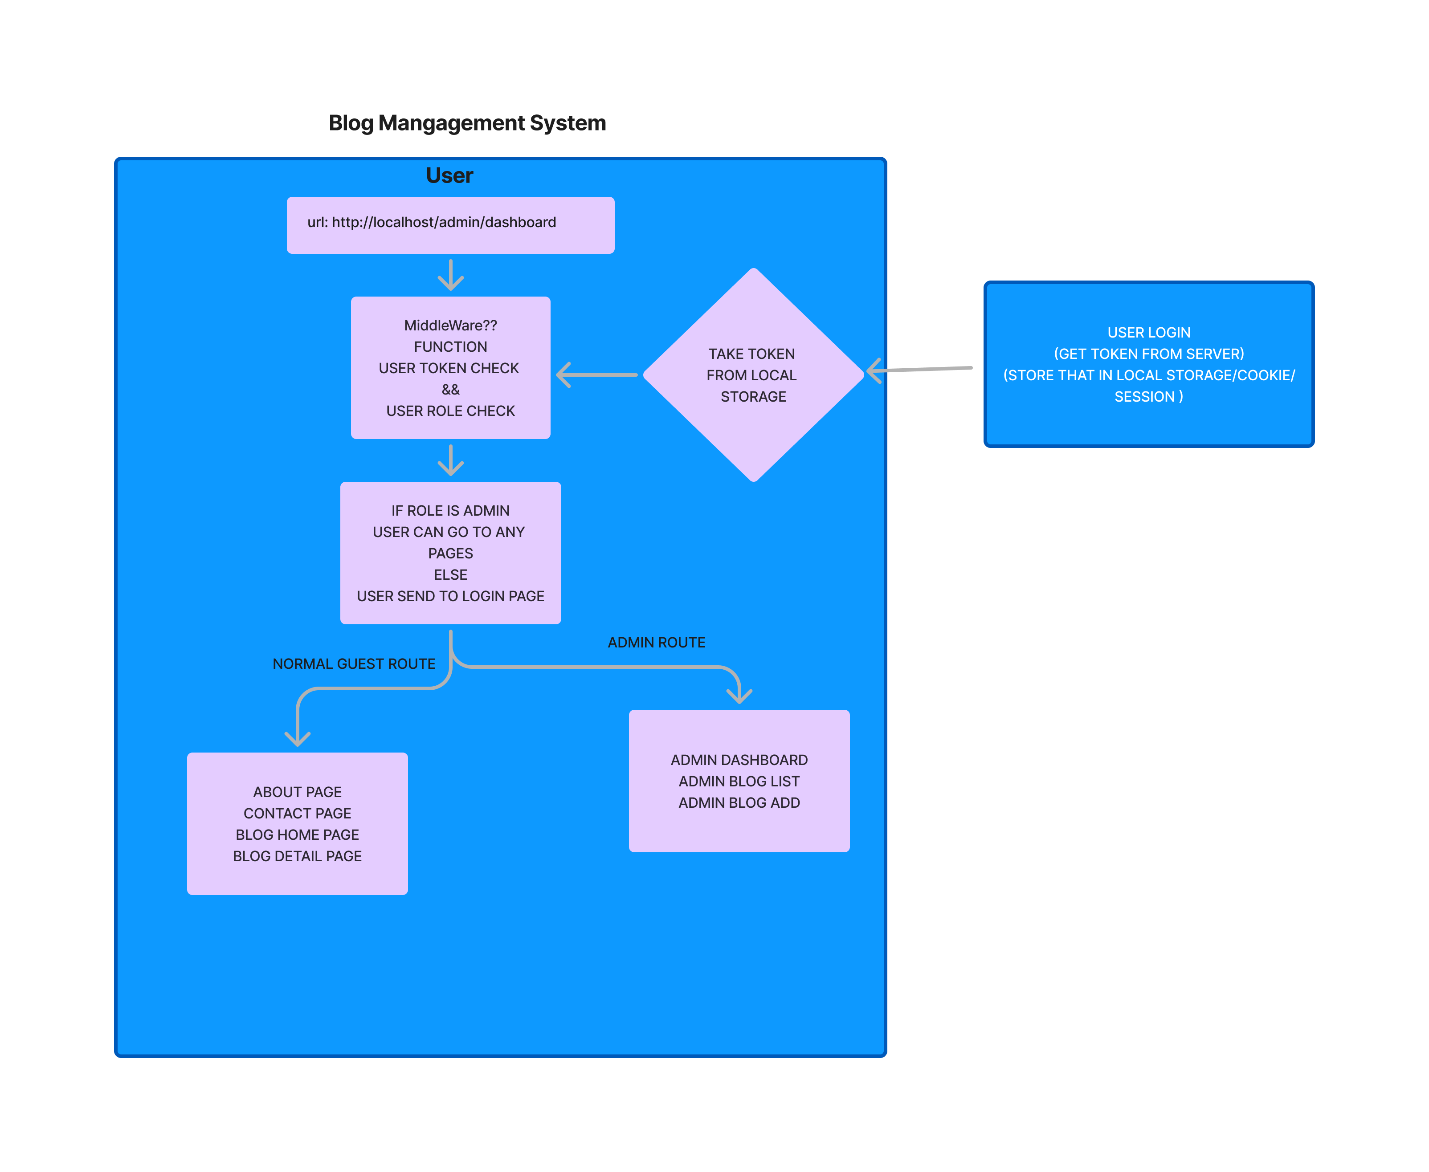 Blog Mangagement System
User
url: http://localhost/admin/dashboard
MiddleWare??
FUNCTION
USER TOKEN CHECK
&&
USER ROLE CHECK
TAKE TOKEN
FROM LOCAL
STORAGE
USER LOGIN
(GET TOKEN FROM SERVER)
(STORE THAT IN LOCAL STORAGE/COOKIE/
SESSION )
IF ROLE IS ADMIN
USER CAN GO TO ANY
PAGES
ELSE
USER SEND TO LOGIN PAGE
NORMAL GUEST ROUTE
ADMIN ROUTE
ABOUT PAGE
CONTACT PAGE
BLOG HOME PAGE
BLOG DETAIL PAGE
ADMIN DASHBOARD
ADMIN BLOG LIST
ADMIN BLOG ADD